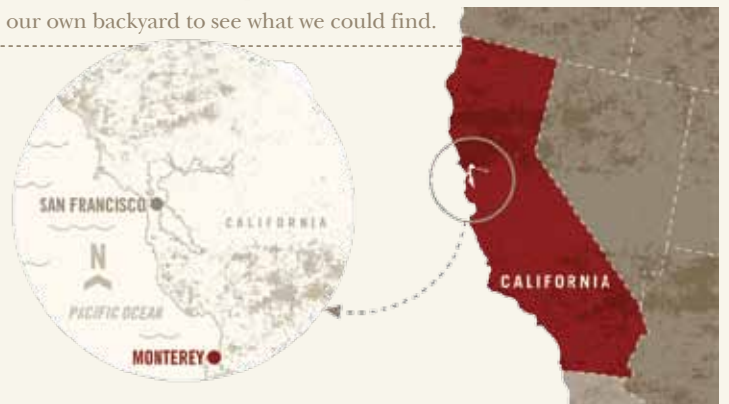 our own backyard to see what we could find.
SAN FRANCISCO
CALIFORNIA
N
PACIFIC OCEAN
MONTEREY
CALIFORNIA